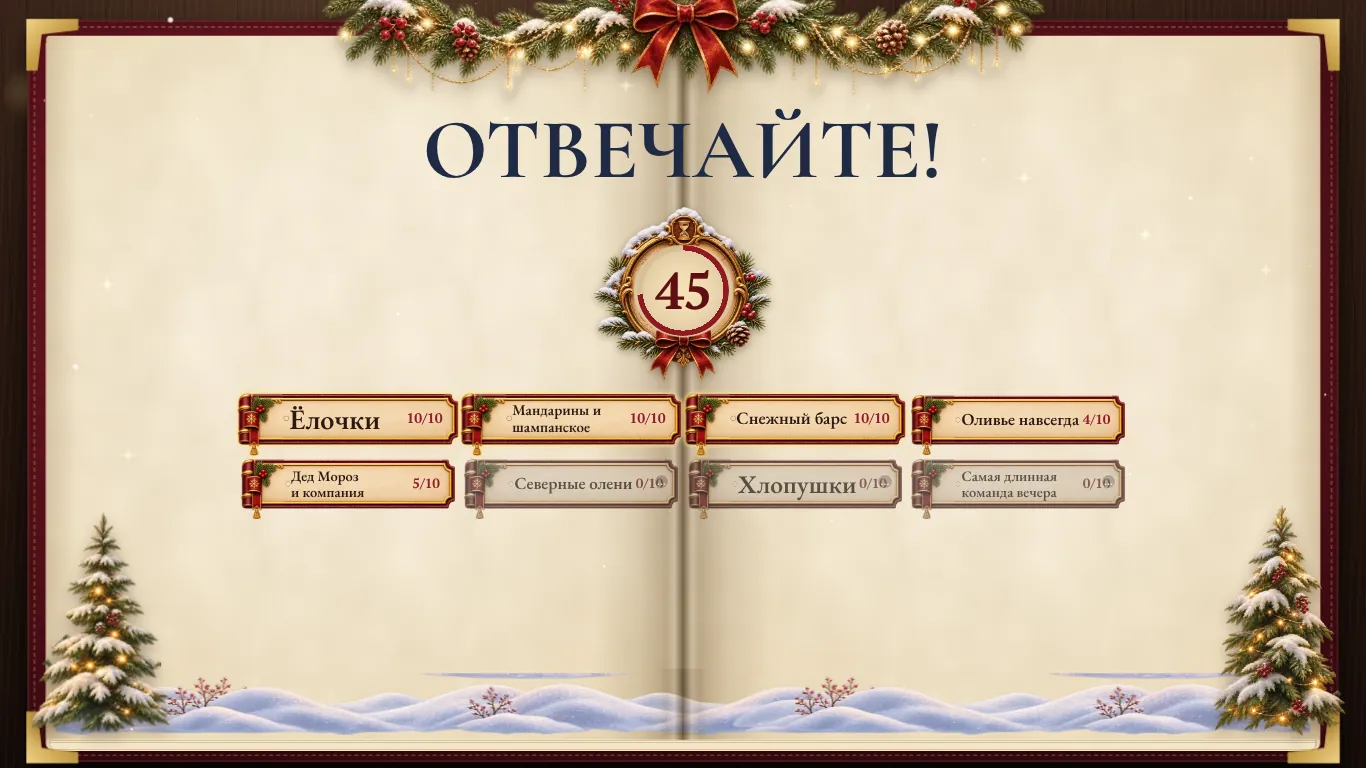 ОТВЕЧАЙТЕ!
45
Ёлочки 10/10
Мандарины и
шампанское 10/10
Снежный барс 10/10
Оливье навсегда 4/10
Дед Мороз
и компания 5/10
Северные олени 0/10
Хлопушки 0/10
Самая длинная
команда вечера 0/10